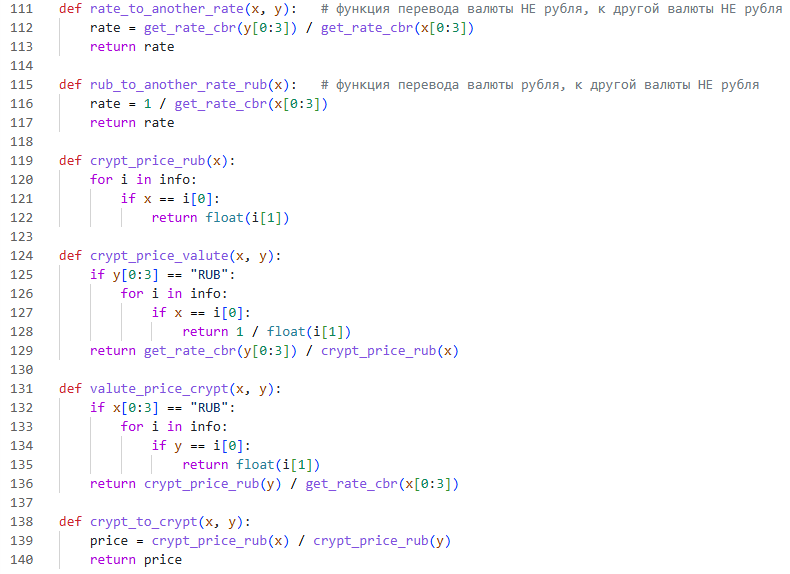 111 def rate_to_another_rate(x, y):   # функция перевода валюты НЕ рубля, к другой валюты НЕ рубля
112     rate = get_rate_cbr(y[0:3]) / get_rate_cbr(x[0:3])
113     return rate
114
115 def rub_to_another_rate_rub(x):   # функция перевода валюты рубля, к другой валюты НЕ рубля
116     rate = 1 / get_rate_cbr(x[0:3])
117     return rate
118
119 def crypt_price_rub(x):
120     for i in info:
121         if x == i[0]:
122             return float(i[1])
123
124 def crypt_price_valute(x, y):
125     if y[0:3] == "RUB":
126         for i in info:
127             if x == i[0]:
128                 return 1 / float(i[1])
129     return get_rate_cbr(y[0:3]) / crypt_price_rub(x)
130
131 def valute_price_crypt(x, y):
132     if x[0:3] == "RUB":
133         for i in info:
134             if y == i[0]:
135                 return float(i[1])
136     return crypt_price_rub(y) / get_rate_cbr(x[0:3])
137
138 def crypt_to_crypt(x, y):
139     price = crypt_price_rub(x) / crypt_price_rub(y)
140     return price